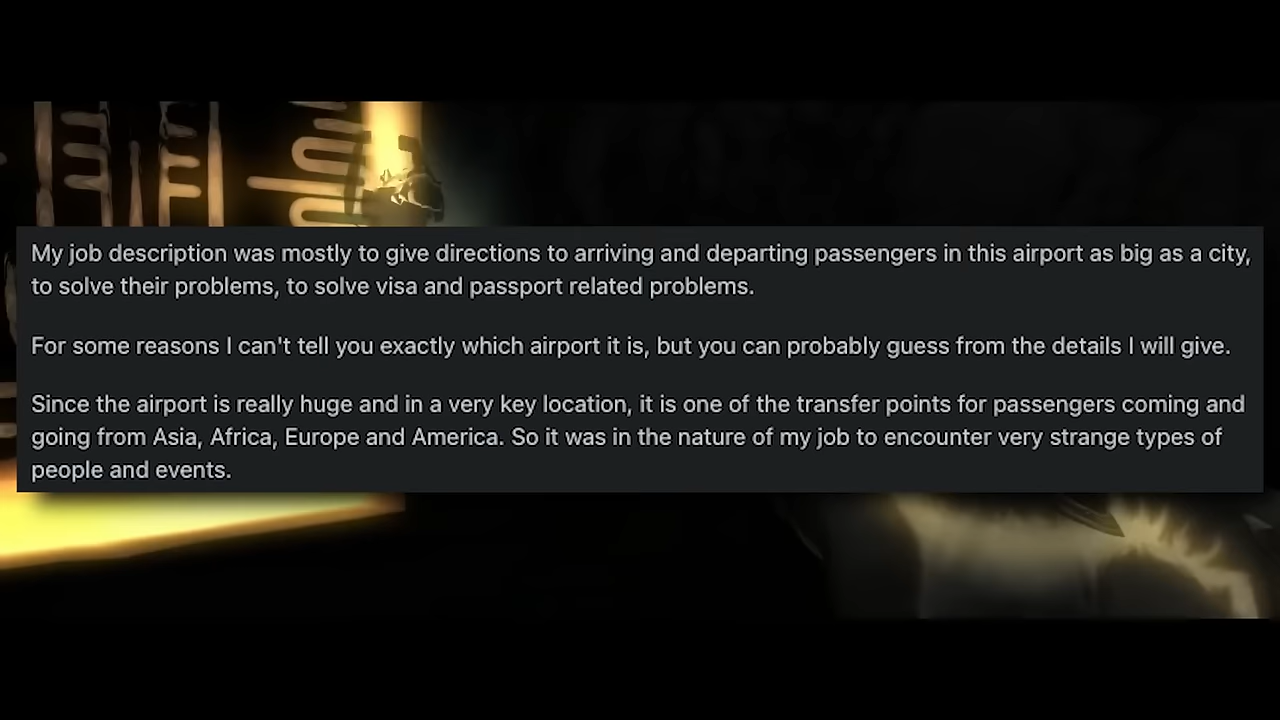 My job description was mostly to give directions to arriving and departing passengers in this airport as big as a city,
to solve their problems, to solve visa and passport related problems.
For some reasons I can't tell you exactly which airport it is, but you can probably guess from the details I will give.
Since the airport is really huge and in a very key location, it is one of the transfer points for passengers coming and
going from Asia, Africa, Europe and America. So it was in the nature of my job to encounter very strange types of
people and events.